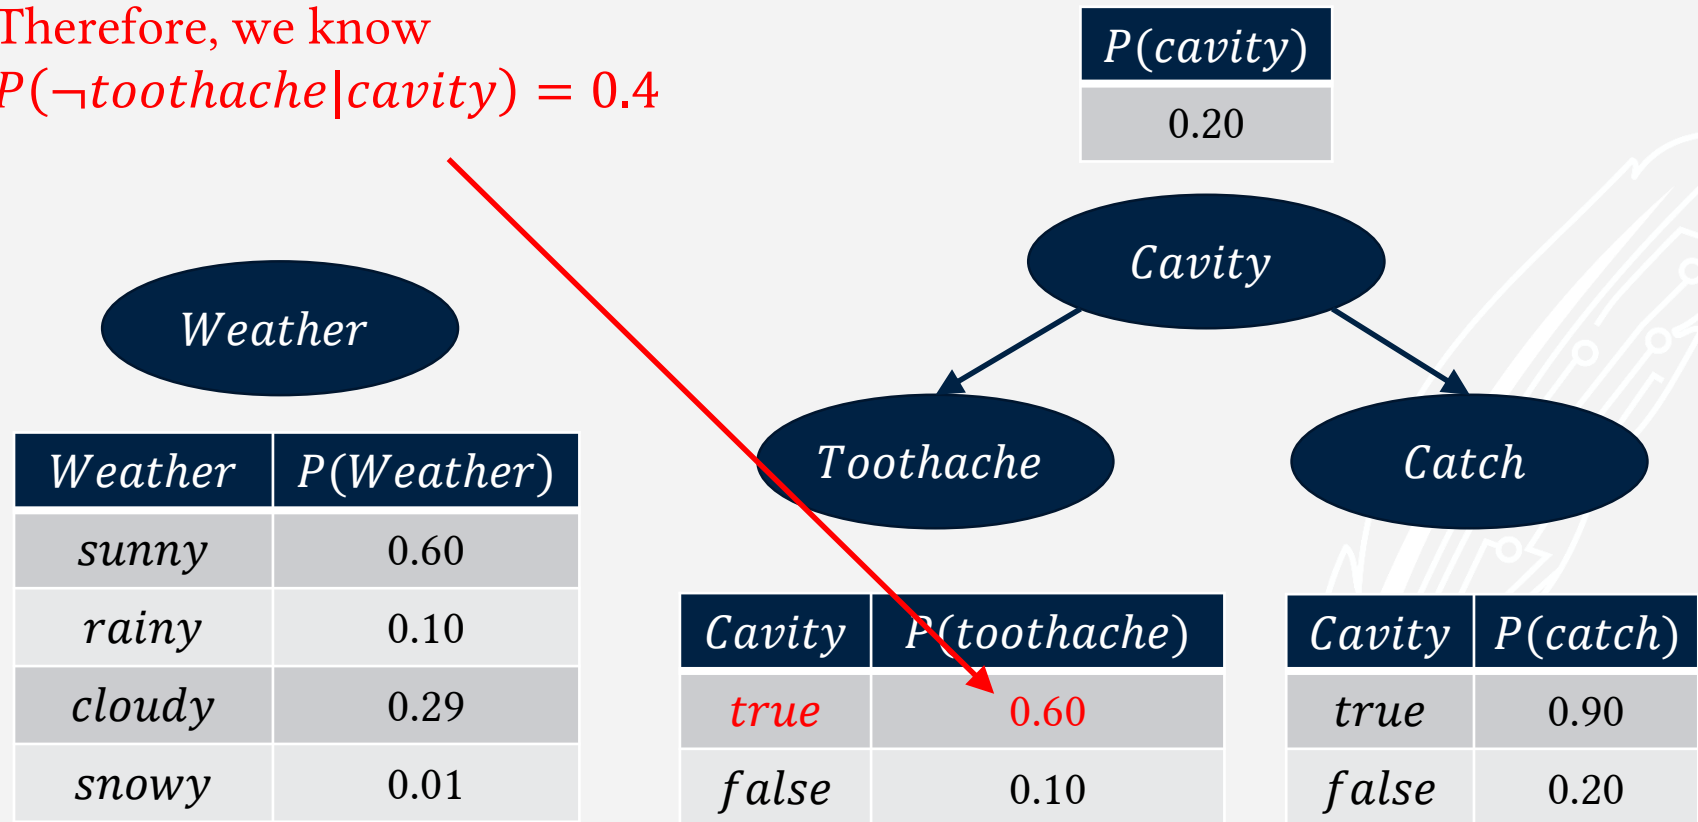 Therefore, we know
P(¬toothache|cavity) = 0.4
P(cavity)
0.20
Cavity
Weather
Toothache
Catch
Weather P(Weather)
sunny 0.60
rainy 0.10
cloudy 0.29
snowy 0.01
Cavity P(toothache)
true 0.60
false 0.10
Cavity P(catch)
true 0.90
false 0.20